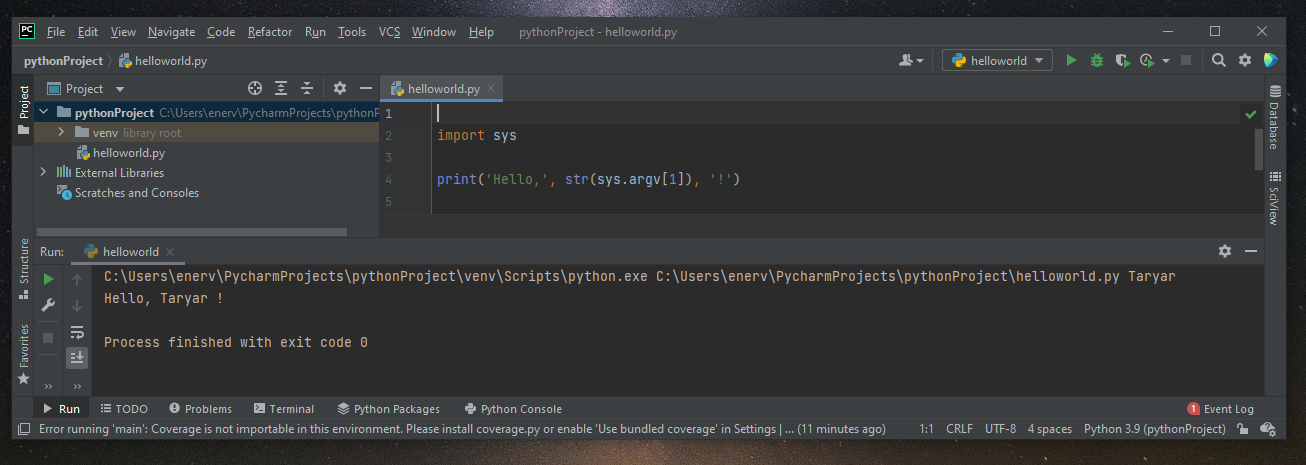 PC File Edit View Navigate Code Refactor Run Tools VCS Window Help pythonProject - helloworld.py
pythonProject helloworld.py helloworld
Project
Project
helloworld.py
pythonProject C:\Users\enerv\PycharmProjects\pythonP
venv library root
helloworld.py
External Libraries
Scratches and Consoles
1
2 import sys
3
4 print('Hello,', str(sys.argv[1]), '!')
5
Database
SciView
Structure
Favorites
Run: helloworld
C:\Users\enerv\PycharmProjects\pythonProject\venv\Scripts\python.exe C:\Users\enerv\PycharmProjects\pythonProject\helloworld.py Taryar
Hello, Taryar !
Process finished with exit code 0
Run TODO Problems Terminal Python Packages Python Console 1 Event Log
Error running 'main': Coverage is not importable in this environment. Please install coverage.py or enable 'Use bundled coverage' in Settings | ... (11 minutes ago) 1:1 CRLF UTF-8 4 spaces Python 3.9 (pythonProject)